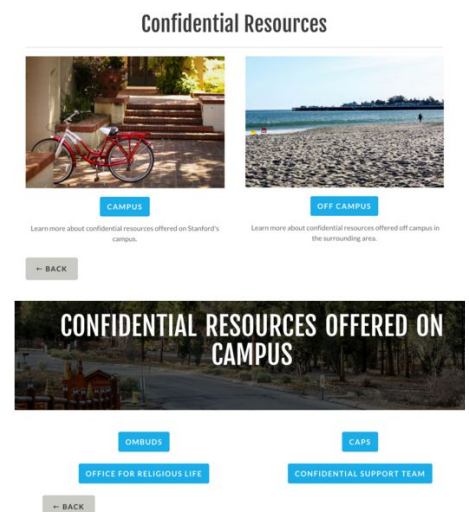 Confidential Resources
CAMPUS
OFF CAMPUS
Learn more about confidential resources offered on Stanford's
campus.
Learn more about confidential resources offered off campus in
the surrounding area.
← BACK
CONFIDENTIAL RESOURCES OFFERED ON
CAMPUS
OMBUDS
CAPS
OFFICE FOR RELIGIOUS LIFE
CONFIDENTIAL SUPPORT TEAM
← BACK